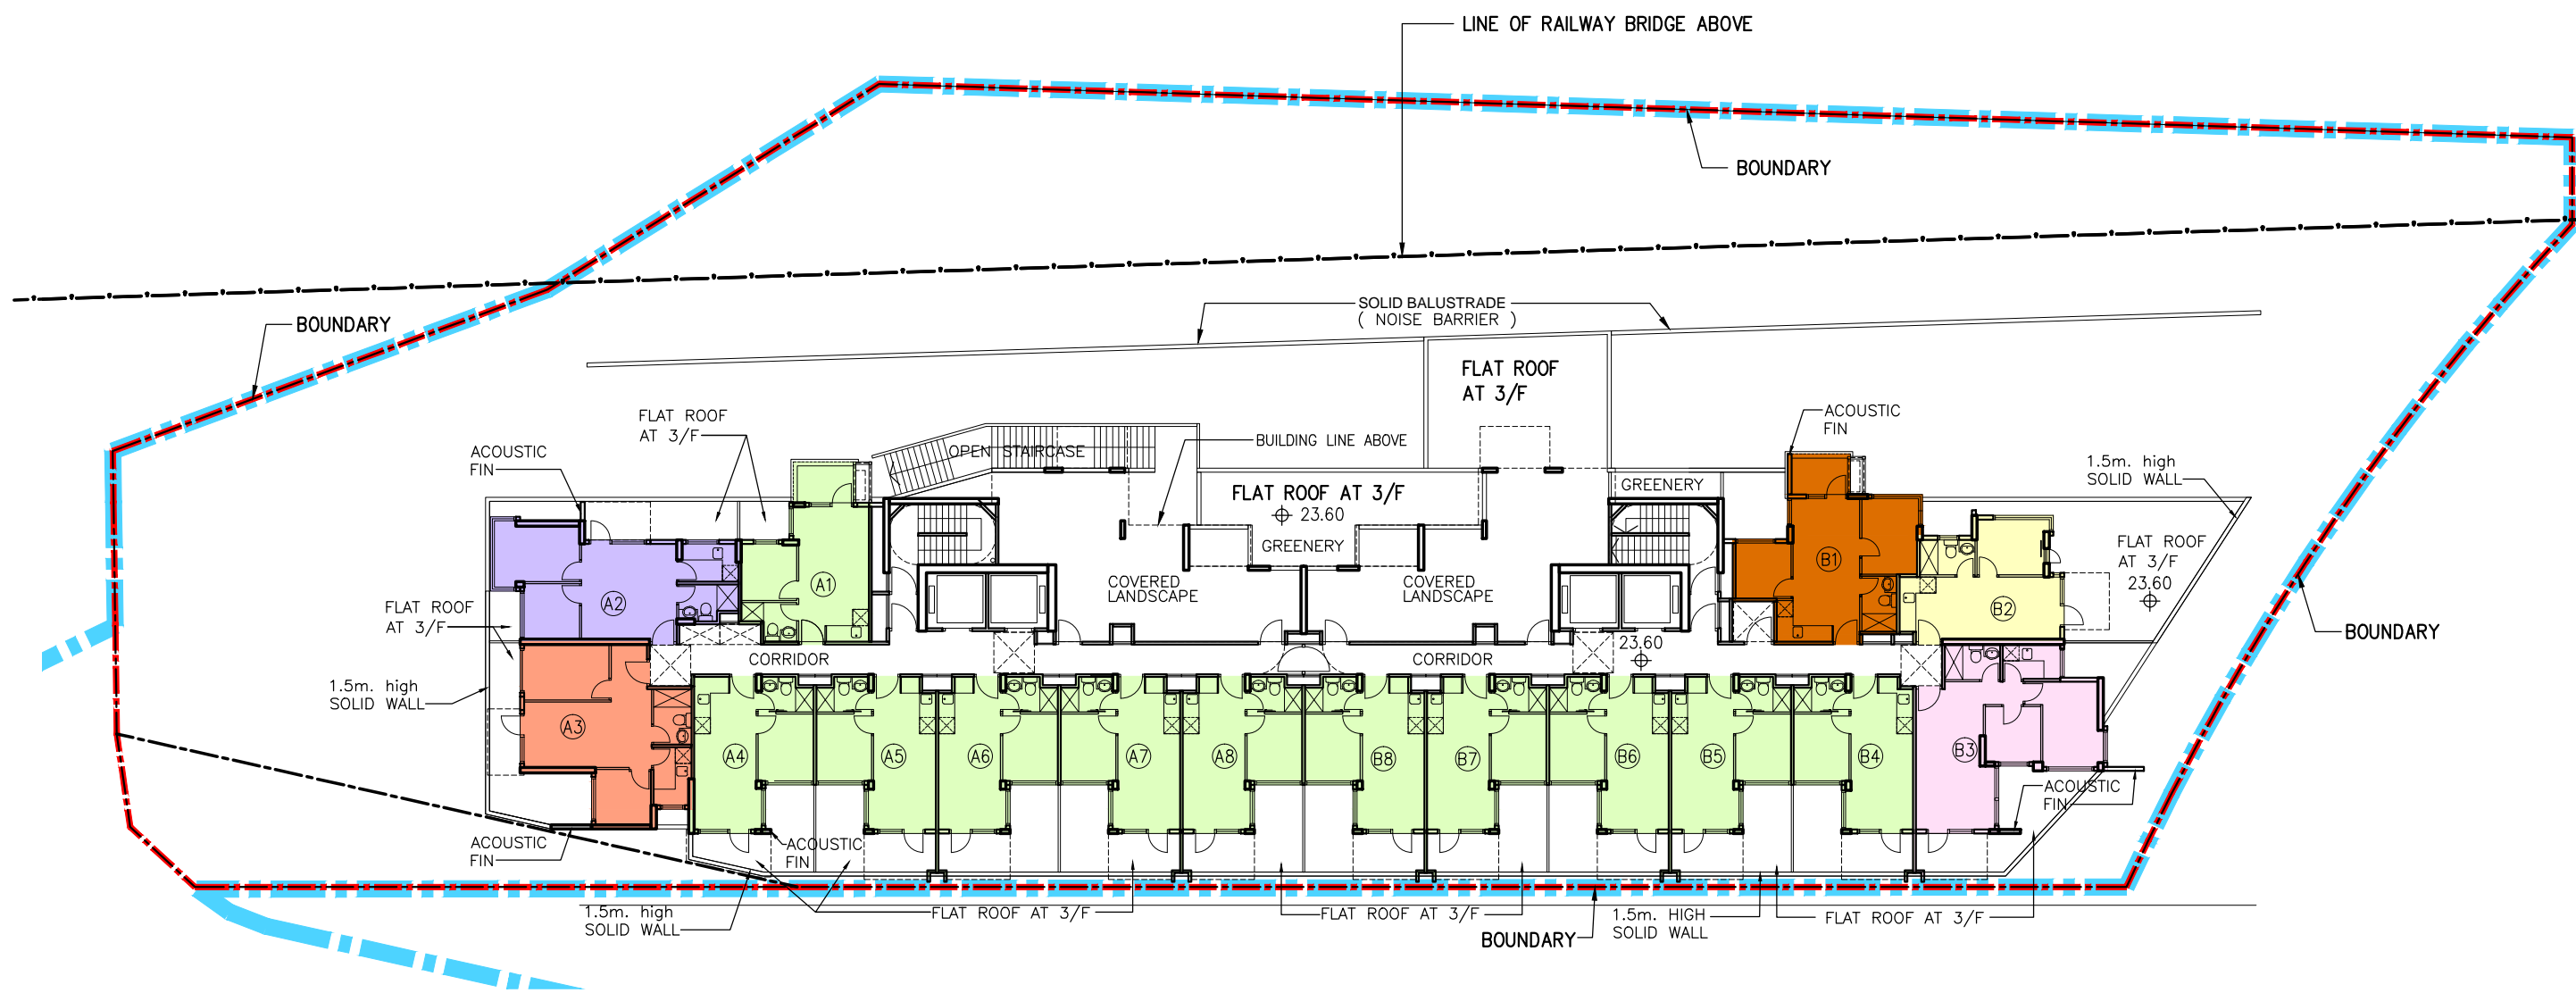 LINE OF RAILWAY BRIDGE ABOVE
BOUNDARY
SOLID BALUSTRADE
( NOISE BARRIER )
BOUNDARY
FLAT ROOF
AT 3/F
FLAT ROOF
AT 3/F
ACOUSTIC
FIN
ACOUSTIC
FIN
OPEN STAIRCASE
BUILDING LINE ABOVE
1.5m. high
SOLID WALL
GREENERY
FLAT ROOF AT 3/F
23.60
GREENERY
FLAT ROOF
AT 3/F
23.60
A1
A2
B1
B2
COVERED
LANDSCAPE
COVERED
LANDSCAPE
FLAT ROOF
AT 3/F
BOUNDARY
23.60
CORRIDOR
CORRIDOR
1.5m. high
SOLID WALL
A3
A4
A5
A6
A7
A8
B8
B7
B6
B5
B4
B3
ACOUSTIC
FIN
ACOUSTIC
FIN
ACOUSTIC
FIN
1.5m. high
SOLID WALL
FLAT ROOF AT 3/F
FLAT ROOF AT 3/F
1.5m. HIGH
SOLID WALL
FLAT ROOF AT 3/F
BOUNDARY